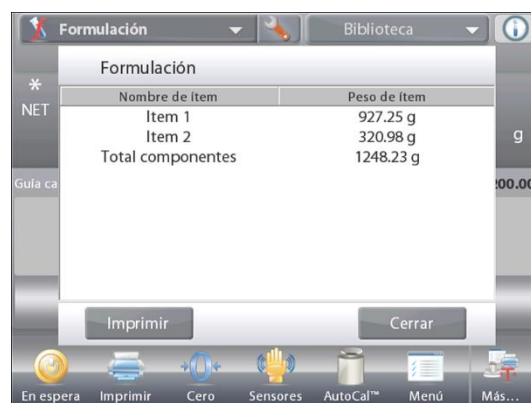 Formulación Biblioteca
Formulación
* Nombre de ítem Peso de ítem
NET Item 1 927.25 g
Item 2 320.98 g g
Total componentes 1248.23 g
Guía ca 200.00
Imprimir Cerrar
En espera Imprimir Cero Sensores AutoCal™ Menú Más...